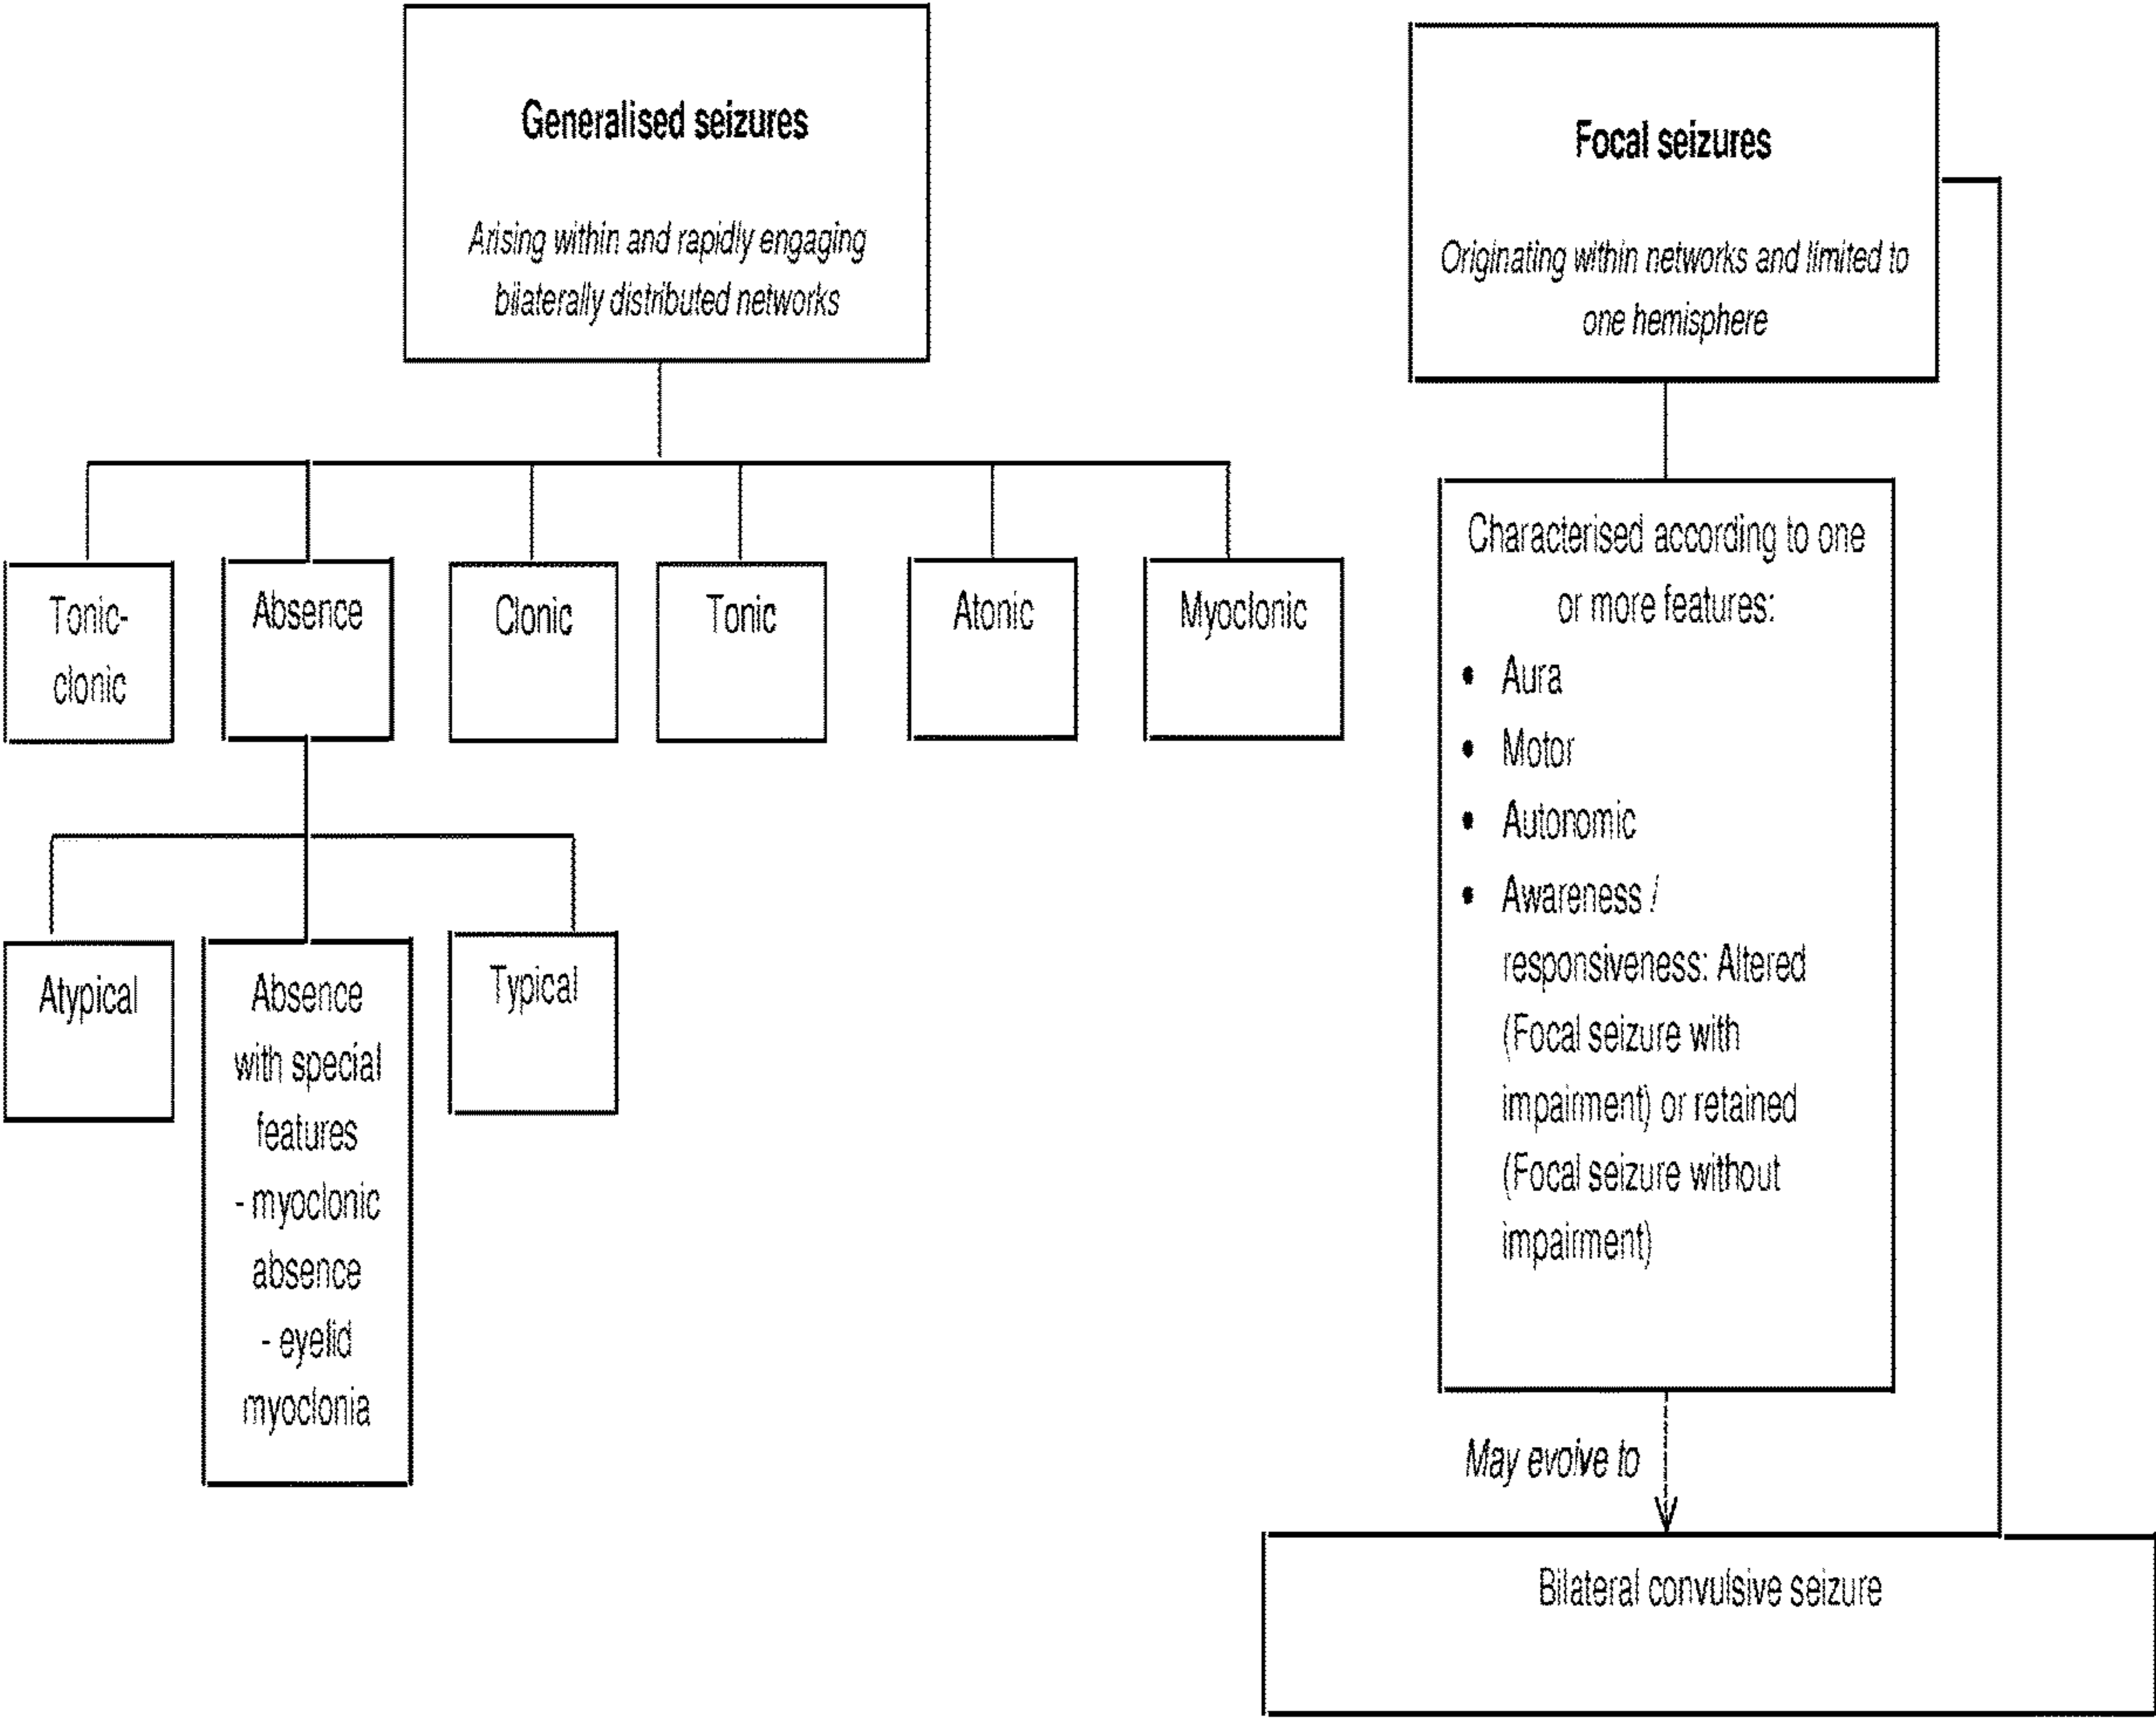 Generalised seizures
Arising within and rapidly engaging
bilaterally distributed networks
Tonic-
clonic
Absence
Clonic
Tonic
Atonic
Myoclonic
Atypical
Absence
with special
features
- myoclonic
absence
- eyelid
myoclonia
Typical
Focal seizures
Originating within networks and limited to
one hemisphere
Characterised according to one
or more features:
• Aura
• Motor
• Autonomic
• Awareness /
responsiveness: Altered
(Focal seizure with
impairment) or retained
(Focal seizure without
impairment)
May evolve to
Bilateral convulsive seizure